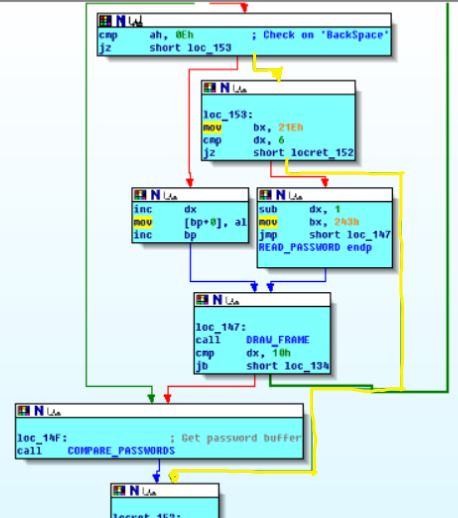 cmp ah, 0Eh ; Check on 'BackSpace'
jz short loc_153
loc_153:
mov bx, 21Eh
cmp dx, 6
jz short locret_152
inc dx
mov [bp+0], al
inc bp
sub dx, 1
mov bx, 243h
jmp short loc_147
READ_PASSWORD endp
loc_147:
call DRAW_FRAME
cmp dx, 10h
jb short loc_134
loc_14F: ; Get password buffer
call COMPARE_PASSWORDS
locret_152: